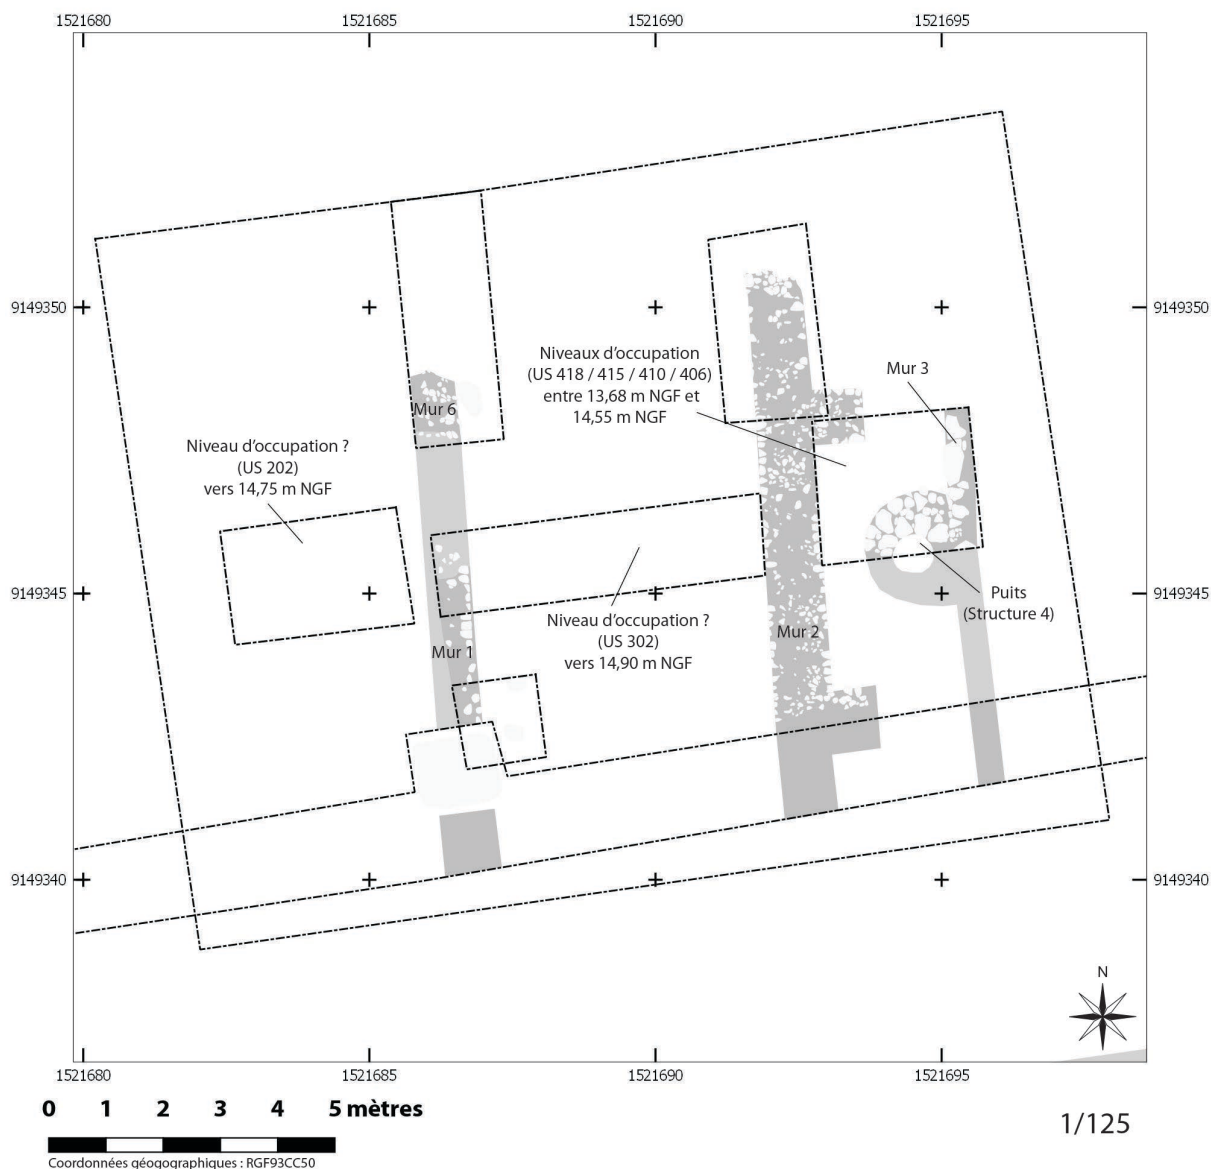 1521680
1521685
1521690
1521695
9149350
9149350
Niveaux d'occupation
(US 418 / 415 / 410 / 406)
entre 13,68 m NGF et
14,55 m NGF
Mur 3
Mur 6
Niveau d'occupation ?
(US 202)
vers 14,75 m NGF
9149345
9149345
Puits
(Structure 4)
Niveau d'occupation ?
(US 302)
vers 14,90 m NGF
Mur 2
Mur 1
9149340
9149340
N
1521680
1521685
1521690
1521695
0 1 2 3 4 5 mètres
1/125
Coordonnées géogographiques : RGF93CC50